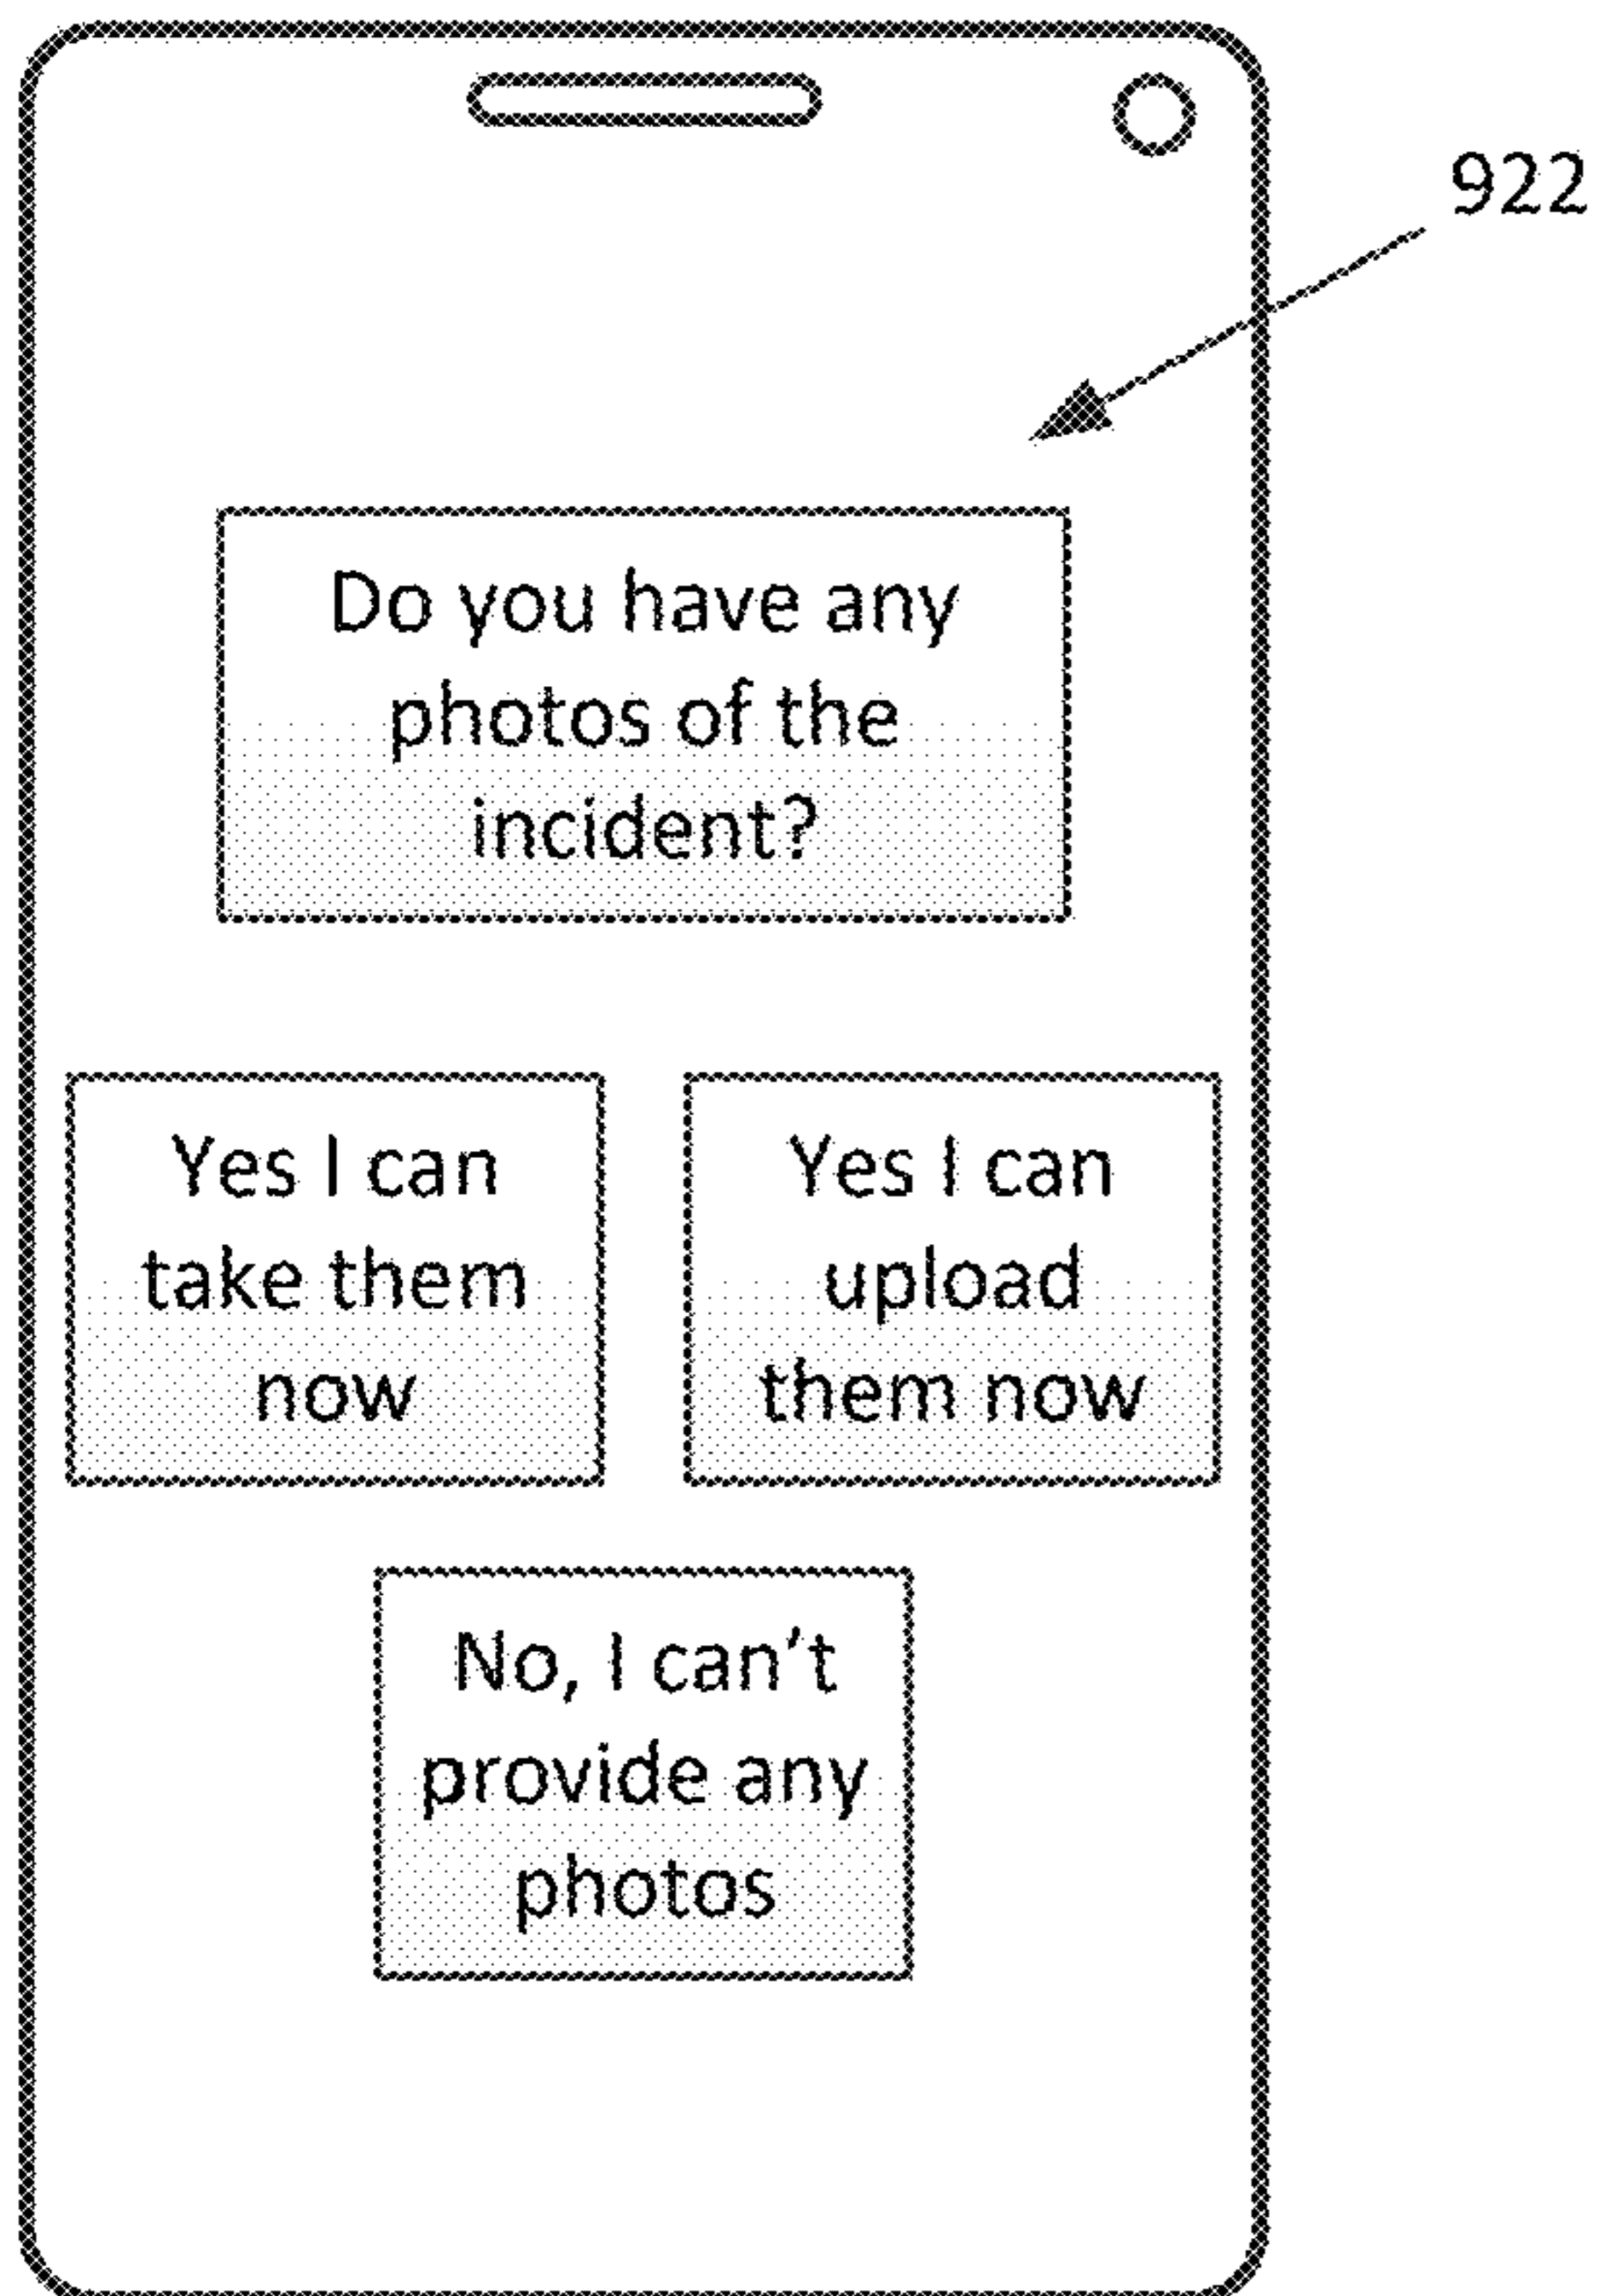 922
Do you have any
photos of the
incident?
Yes I can
take them
now
Yes I can
upload
them now
No, I can’t
provide any
photos